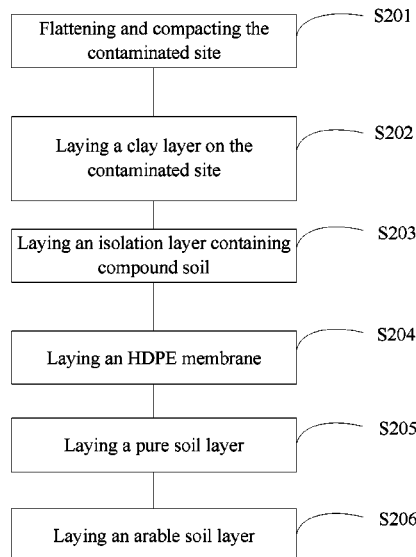 Flattening and compacting the
contaminated site
S201
Laying a clay layer on the
contaminated site
S202
Laying an isolation layer containing
compound soil
S203
Laying an HDPE membrane
S204
Laying a pure soil layer
S205
Laying an arable soil layer
S206